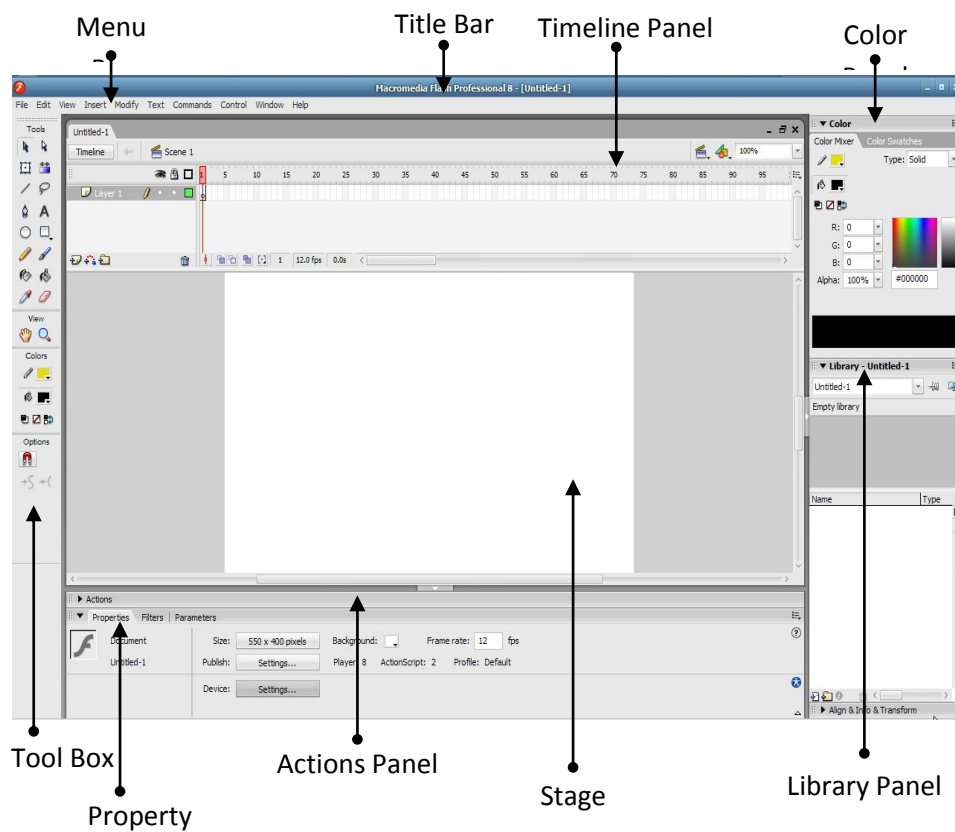 Menu
Title Bar
Timeline Panel
Color
Macromedia Flash Professional 8 - [Untitled-1]
File Edit View Insert Modify Text Commands Control Window Help
Tools
Untitled-1
Timeline
Scene 1
100%
1 5 10 15 20 25 30 35 40 45 50 55 60 65 70 75 80 85 90 95
Layer 1
1 12.0 fps 0.0s
View
Colors
Options
Color
Color Mixer Color Swatches
Type: Solid
R: 0
G: 0
B: 0
Alpha: 100% #000000
Library - Untitled-1
Untitled-1
Empty library
Name Type
Actions
Properties Filters Parameters
Document Size: 550 x 400 pixels Background: Frame rate: 12 fps
Untitled-1 Publish: Settings... Player: 8 ActionScript: 2 Profile: Default
Device: Settings...
Align & Info & Transform
Tool Box
Actions Panel
Stage
Library Panel
Property